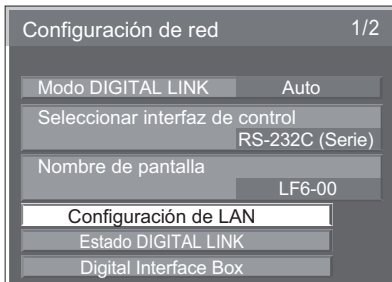 Configuración de red 1/2
Modo DIGITAL LINK Auto
Seleccionar interfaz de control
RS-232C (Serie)
Nombre de pantalla
LF6-00
Configuración de LAN
Estado DIGITAL LINK
Digital Interface Box